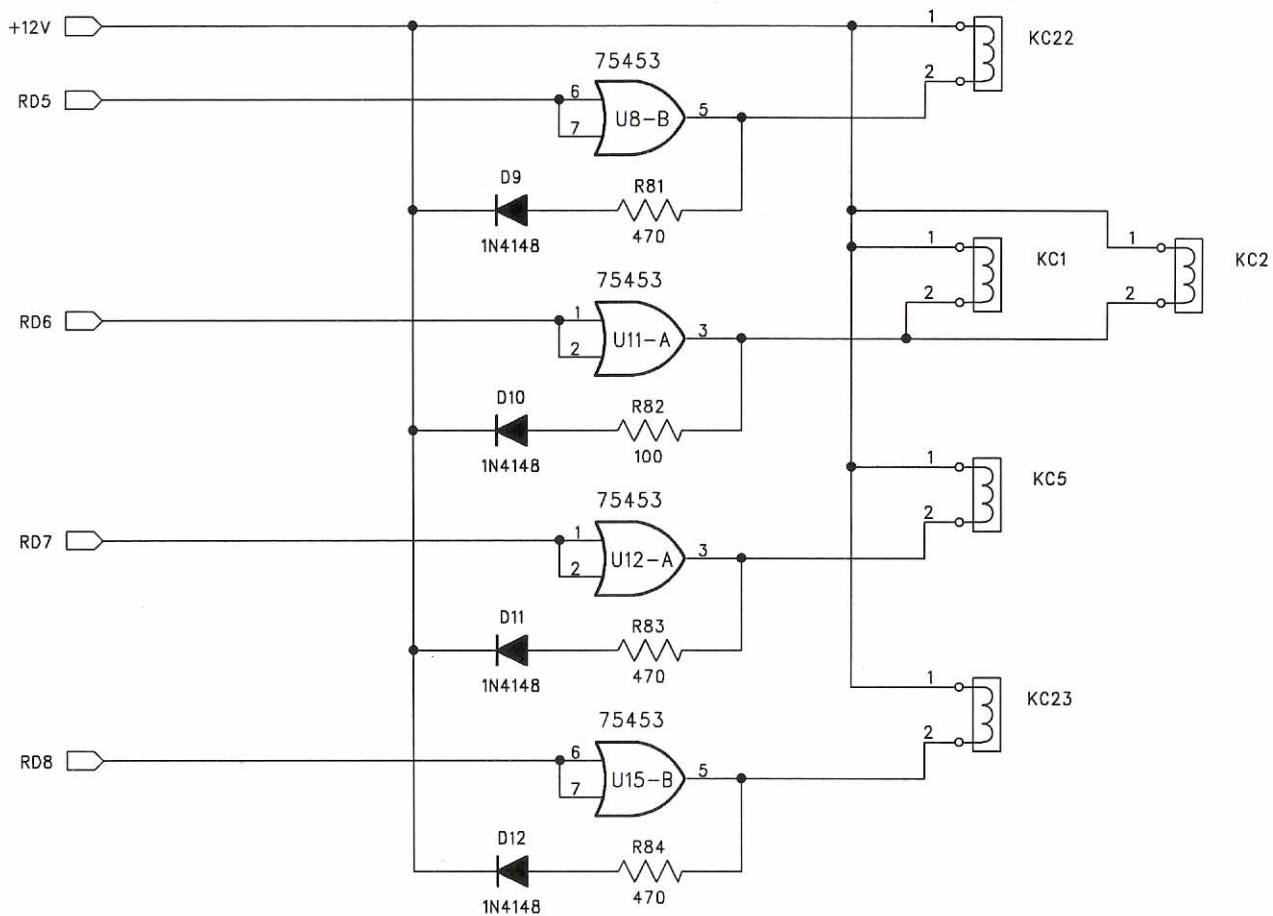 +12V
1
KC22
2
75453
RD5
6
7
U8-B
5
D9
R81
1N4148
470
1
KC1
2
1
KC2
2
75453
RD6
1
2
U11-A
3
D10
R82
1N4148
100
75453
1
KC5
2
RD7
1
2
U12-A
3
D11
R83
1N4148
470
75453
1
KC23
2
RD8
6
7
U15-B
5
D12
R84
1N4148
470